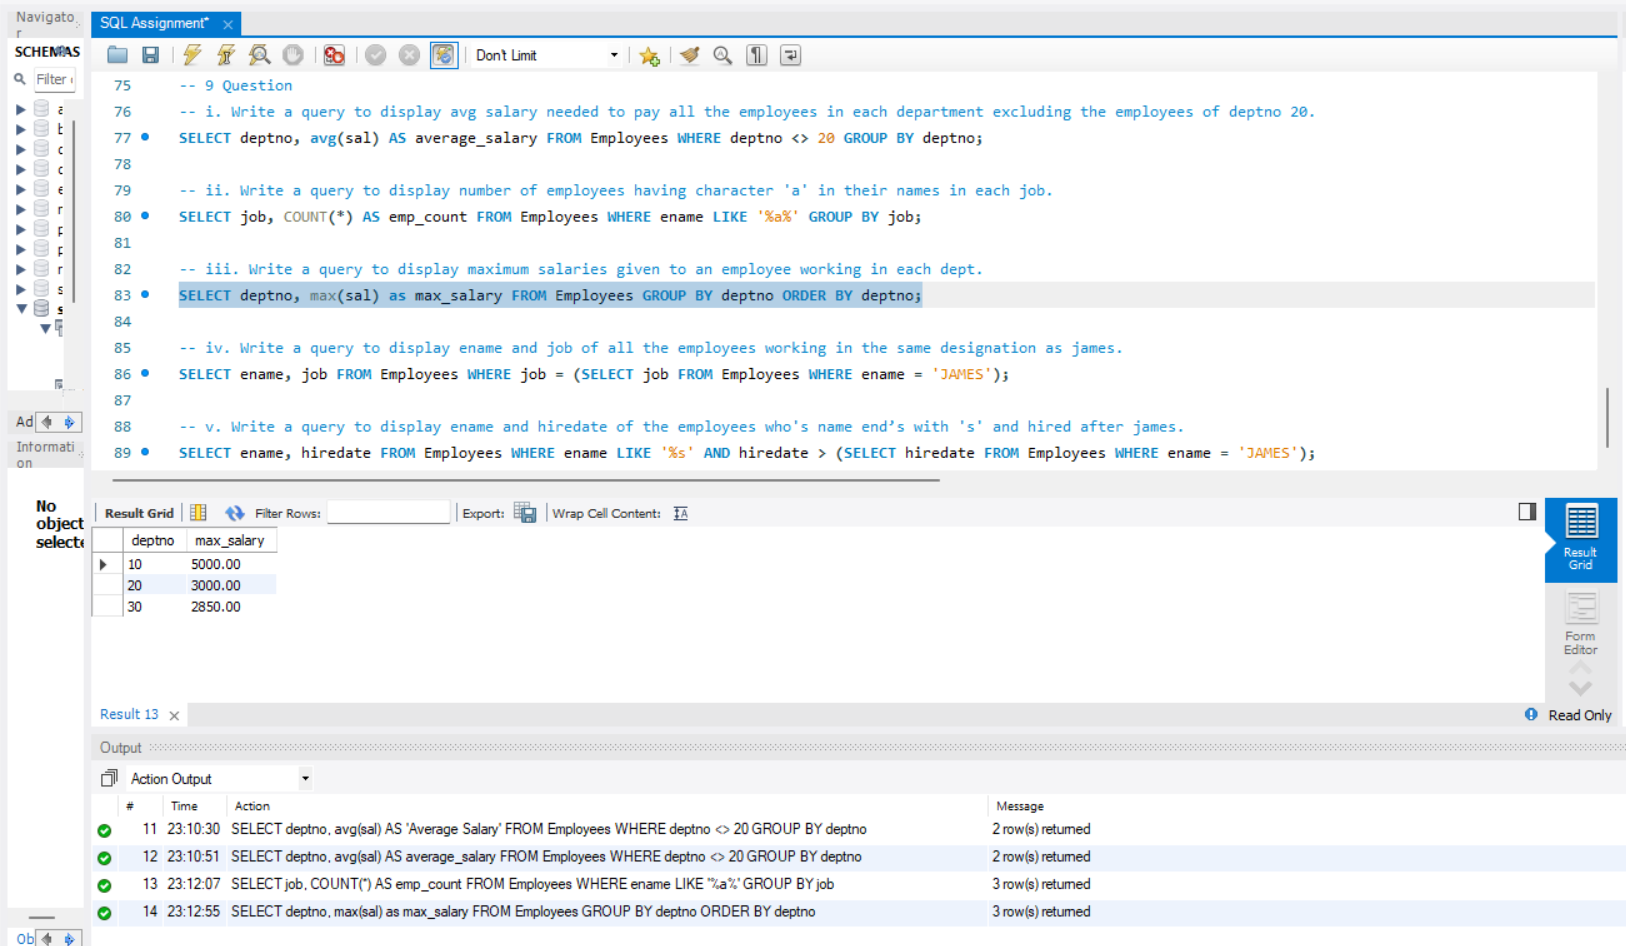 Navigato
r
SQL Assignment*
SCHEMAS
Filter
Don't Limit
75 -- 9 Question
76 -- i. Write a query to display avg salary needed to pay all the employees in each department excluding the employees of deptno 20.
77 SELECT deptno, avg(sal) AS average_salary FROM Employees WHERE deptno <> 20 GROUP BY deptno;
78
79 -- ii. Write a query to display number of employees having character 'a' in their names in each job.
80 SELECT job, COUNT(*) AS emp_count FROM Employees WHERE ename LIKE '%a%' GROUP BY job;
81
82 -- iii. Write a query to display maximum salaries given to an employee working in each dept.
83 SELECT deptno, max(sal) as max_salary FROM Employees GROUP BY deptno ORDER BY deptno;
84
85 -- iv. Write a query to display ename and job of all the employees working in the same designation as james.
86 SELECT ename, job FROM Employees WHERE job = (SELECT job FROM Employees WHERE ename = 'JAMES');
87
88 -- v. Write a query to display ename and hiredate of the employees who's name end’s with 's' and hired after james.
89 SELECT ename, hiredate FROM Employees WHERE ename LIKE '%s' AND hiredate > (SELECT hiredate FROM Employees WHERE ename = 'JAMES');
Ad
Informati
on
No
object
selecte
Ob
Result Grid Filter Rows: Export: Wrap Cell Content:
deptno max_salary
10 5000.00
20 3000.00
30 2850.00
Result
Grid
Form
Editor
Result 13
Read Only
Output
Action Output
# Time Action Message
11 23:10:30 SELECT deptno, avg(sal) AS 'Average Salary' FROM Employees WHERE deptno <> 20 GROUP BY deptno 2 row(s) returned
12 23:10:51 SELECT deptno, avg(sal) AS average_salary FROM Employees WHERE deptno <> 20 GROUP BY deptno 2 row(s) returned
13 23:12:07 SELECT job, COUNT(*) AS emp_count FROM Employees WHERE ename LIKE '%a%' GROUP BY job 3 row(s) returned
14 23:12:55 SELECT deptno, max(sal) as max_salary FROM Employees GROUP BY deptno ORDER BY deptno 3 row(s) returned